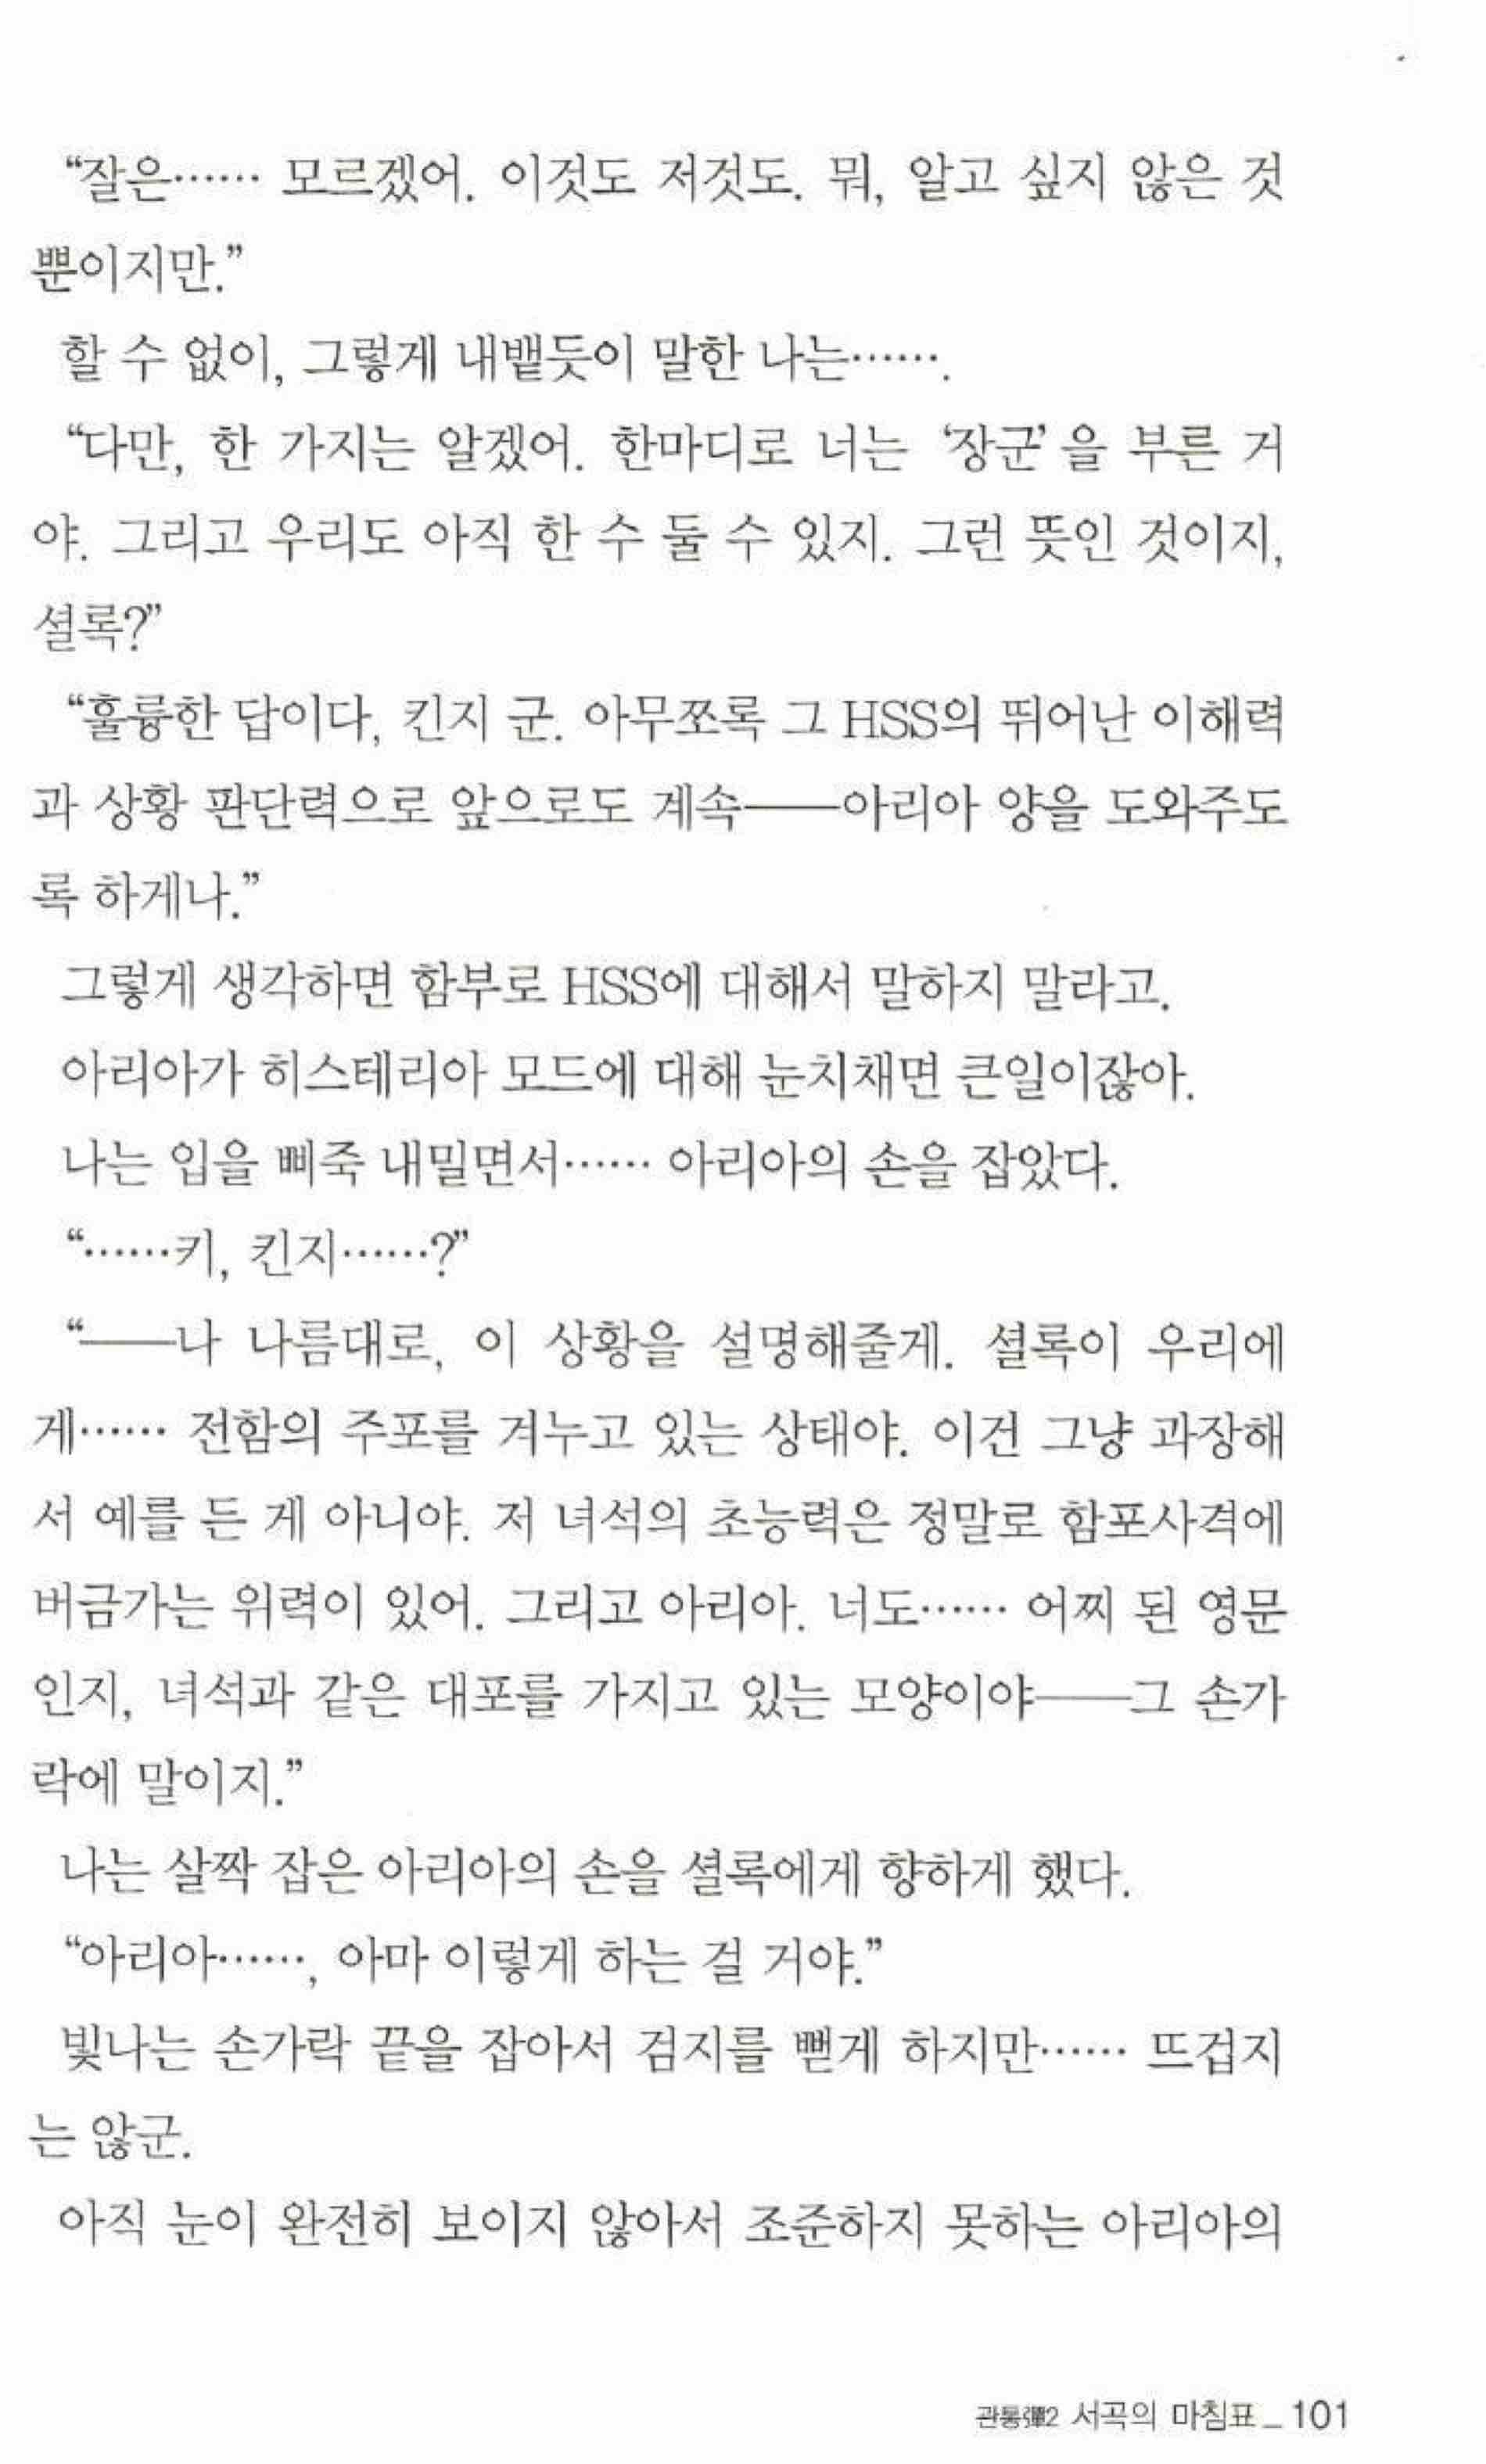 “잘은…… 모르겠어. 이것도 저것도. 뭐, 알고 싶지 않은 것
뿐이지만.”
할 수 없이, 그렇게 내뱉듯이 말한 나는…….
“다만, 한 가지는 알겠어. 한마디로 너는 ‘장군’을 부른 거
야. 그리고 우리도 아직 한 수 둘 수 있지. 그런 뜻인 것이지,
셜록?”
“훌륭한 답이다, 킨지 군. 아무쪼록 그 HSS의 뛰어난 이해력
과 상황 판단력으로 앞으로도 계속――아리아 양을 도와주도
록 하게나.”
그렇게 생각하면 함부로 HSS에 대해서 말하지 말라고.
아리아가 히스테리아 모드에 대해 눈치채면 큰일이잖아.
나는 입을 삐죽 내밀면서…… 아리아의 손을 잡았다.
“……키, 킨지……?”
“――나 나름대로, 이 상황을 설명해줄게. 셜록이 우리에
게…… 전함의 주포를 겨누고 있는 상태야. 이건 그냥 과장해
서 예를 든 게 아니야. 저 녀석의 초능력은 정말로 함포사격에
버금가는 위력이 있어. 그리고 아리아. 너도…… 어찌 된 영문
인지, 녀석과 같은 대포를 가지고 있는 모양이야――그 손가
락에 말이지.”
나는 살짝 잡은 아리아의 손을 셜록에게 향하게 했다.
“아리아……, 아마 이렇게 하는 걸 거야.”
빛나는 손가락 끝을 잡아서 검지를 뻗게 하지만…… 뜨겁지
는 않군.
아직 눈이 완전히 보이지 않아서 조준하지 못하는 아리아의
관통彈2 서곡의 마침표 _ 101